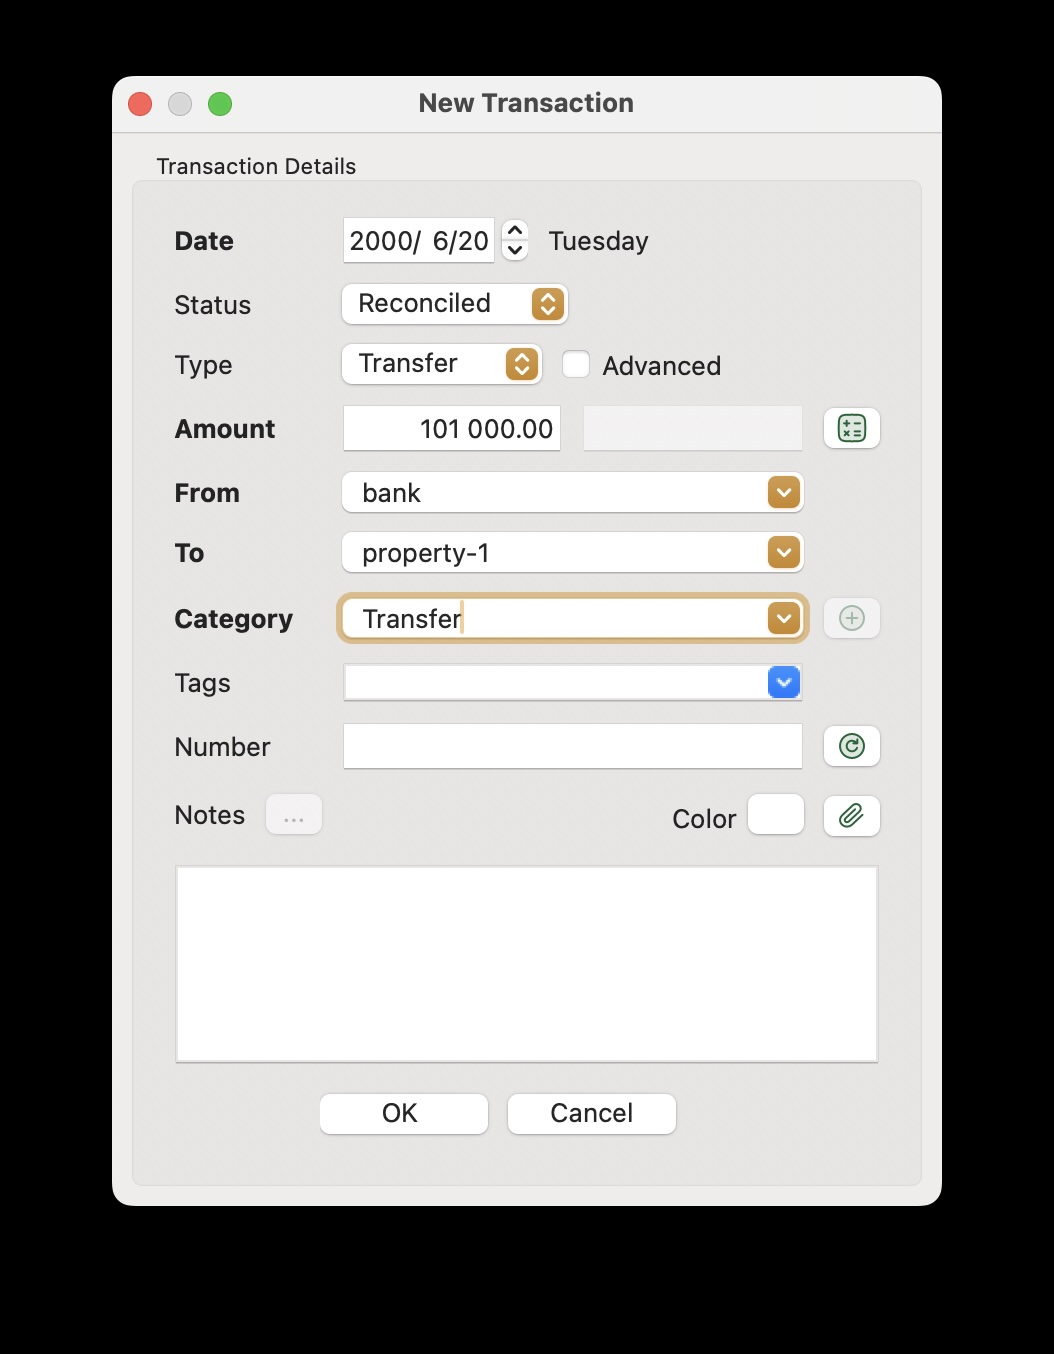 New Transaction
Transaction Details
Date 2000/ 6/20 Tuesday
Status Reconciled
Type Transfer Advanced
Amount 101 000.00
From bank
To property-1
Category Transfer
Tags
Number
Notes ... Color
OK Cancel